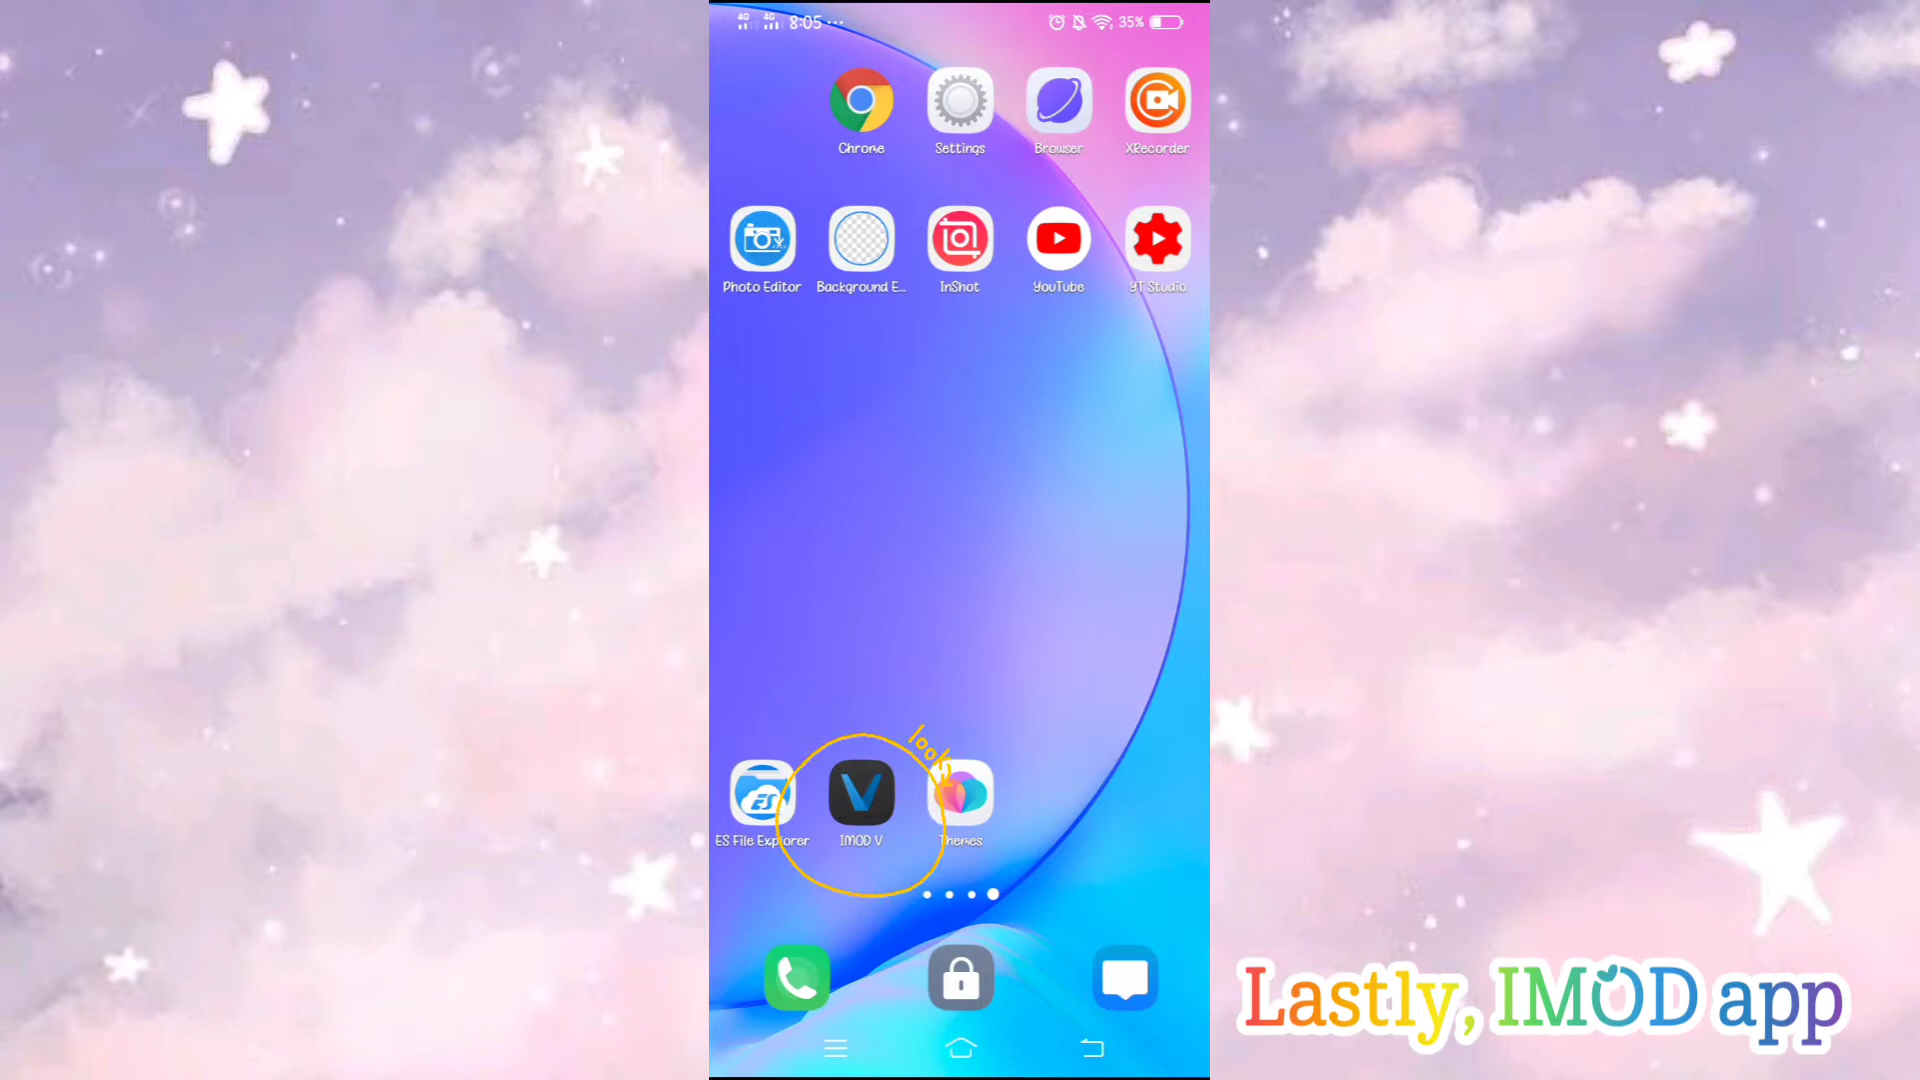 4G 4G 8:05 ... 35%
Chrome Settings Browser XRecorder
Photo Editor Background E... InShot YouTube YT Studio
look
ES File Explorer IMOD V Themes
Lastly, IMOD app